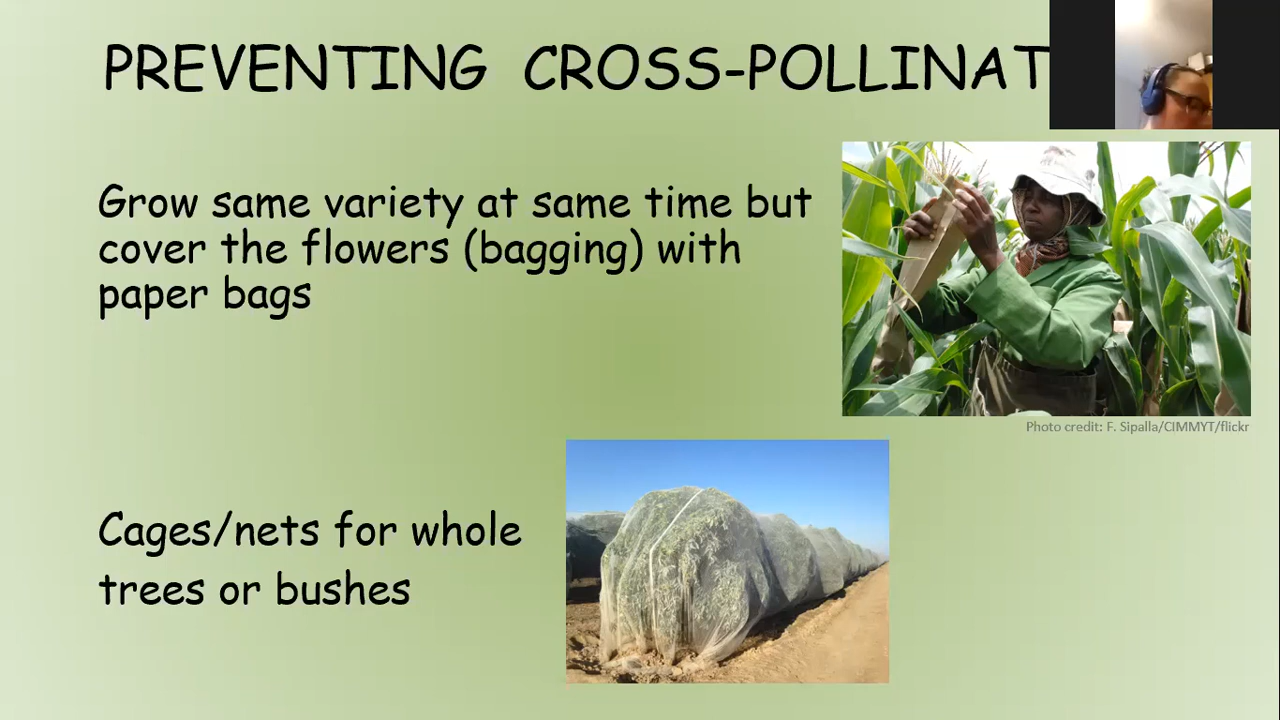 PREVENTING CROSS-POLLINAT
Grow same variety at same time but
cover the flowers (bagging) with
paper bags
Photo credit: F. Sipalla/CIMMYT/flickr
Cages/nets for whole
trees or bushes